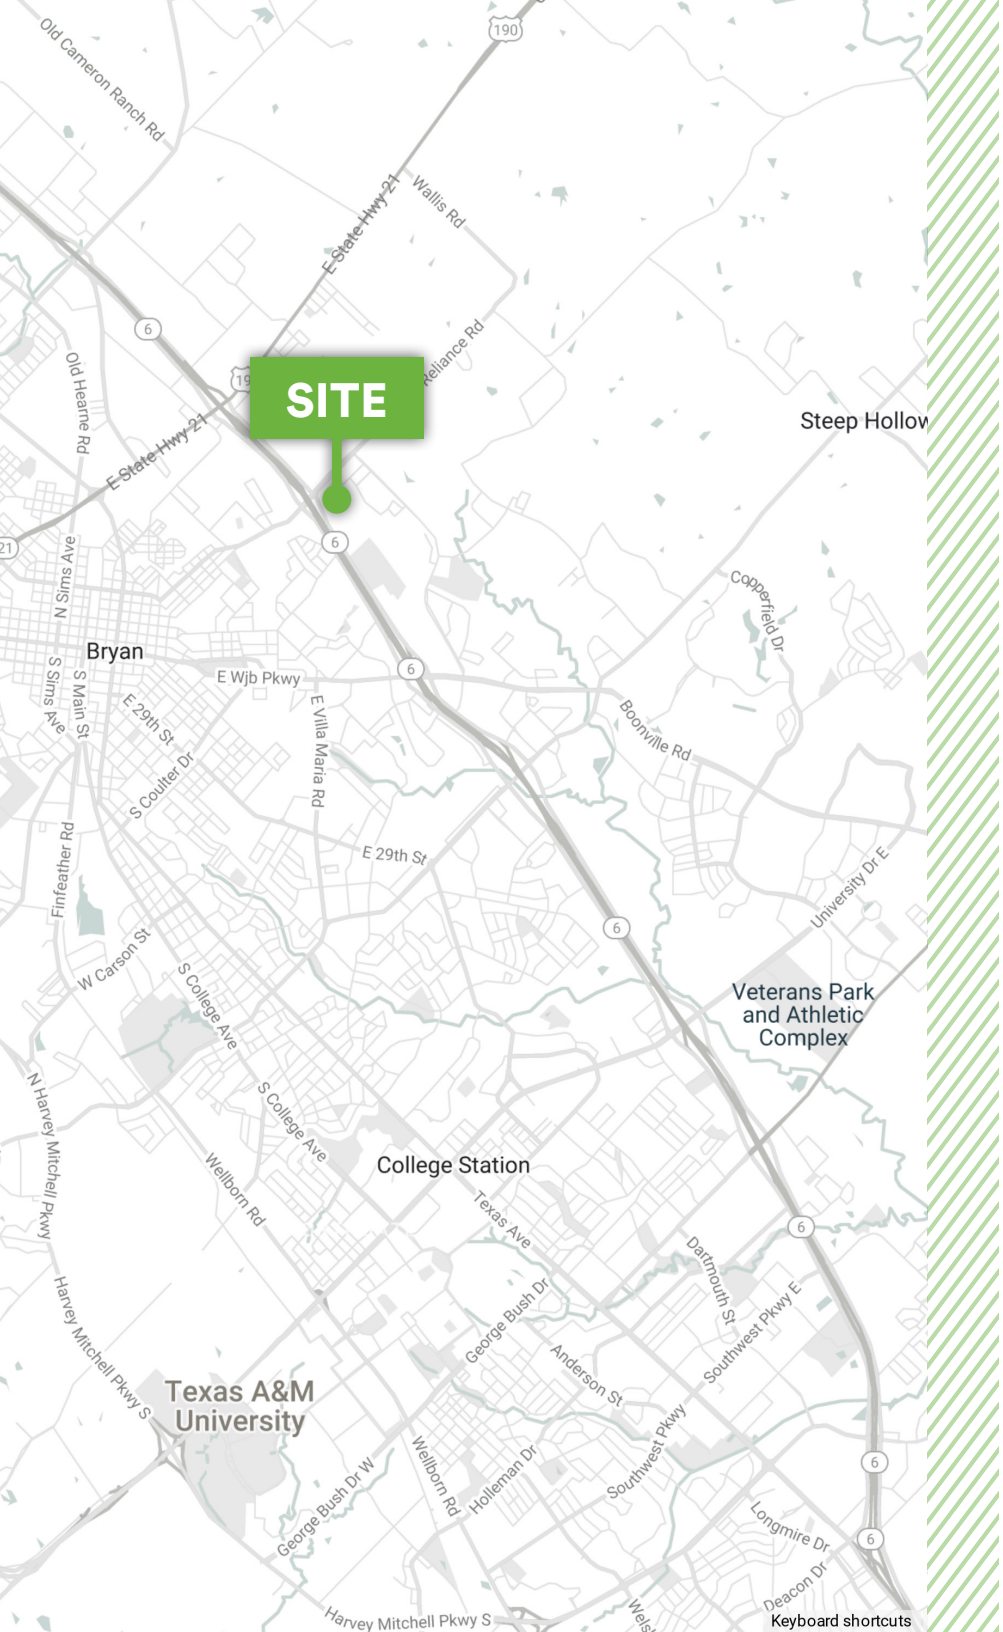 190
Old Cameron Ranch Rd
Wallis Rd
E State Hwy 21
6
Reliance Rd
Old Hearne Rd
19
SITE
Steep Hollow
E State Hwy 21
6
21
N Sims Ave
Copperfield Dr
Bryan
6
E Wjb Pkwy
S Sims Ave
S Main St
E 29th St
E Villa Maria Rd
Boonville Rd
S Coulter Dr
Finfeather Rd
E 29th St
University Dr E
6
W Carson St
S College Ave
Veterans Park
and Athletic
Complex
N Harvey Mitchell Pkwy
S College Ave
College Station
Wellborn Rd
Texas Ave
6
Dartmouth St
George Bush Dr
Southwest Pkwy E
Harvey Mitchell Pkwy S
Anderson St
Texas A&M
University
Southwest Pkwy
Wellborn Rd
Holleman Dr
George Bush Dr W
6
Longmire Dr
6
Deacon Dr
Harvey Mitchell Pkwy S
Keyboard shortcuts